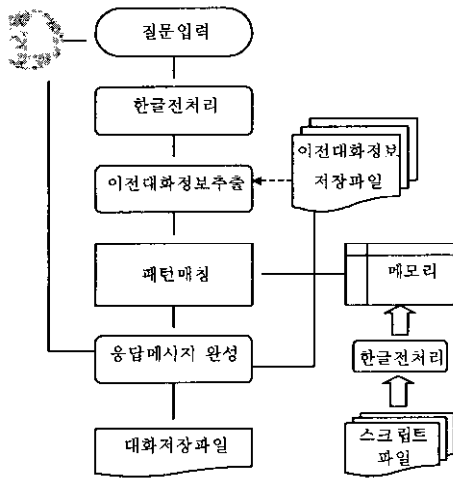 질문입력
한글전처리
이전대화정보추출
이전대화정보
저장파일
패턴매칭
메모리
응답메시지 완성
한글전처리
대화저장파일
스크립트
파일